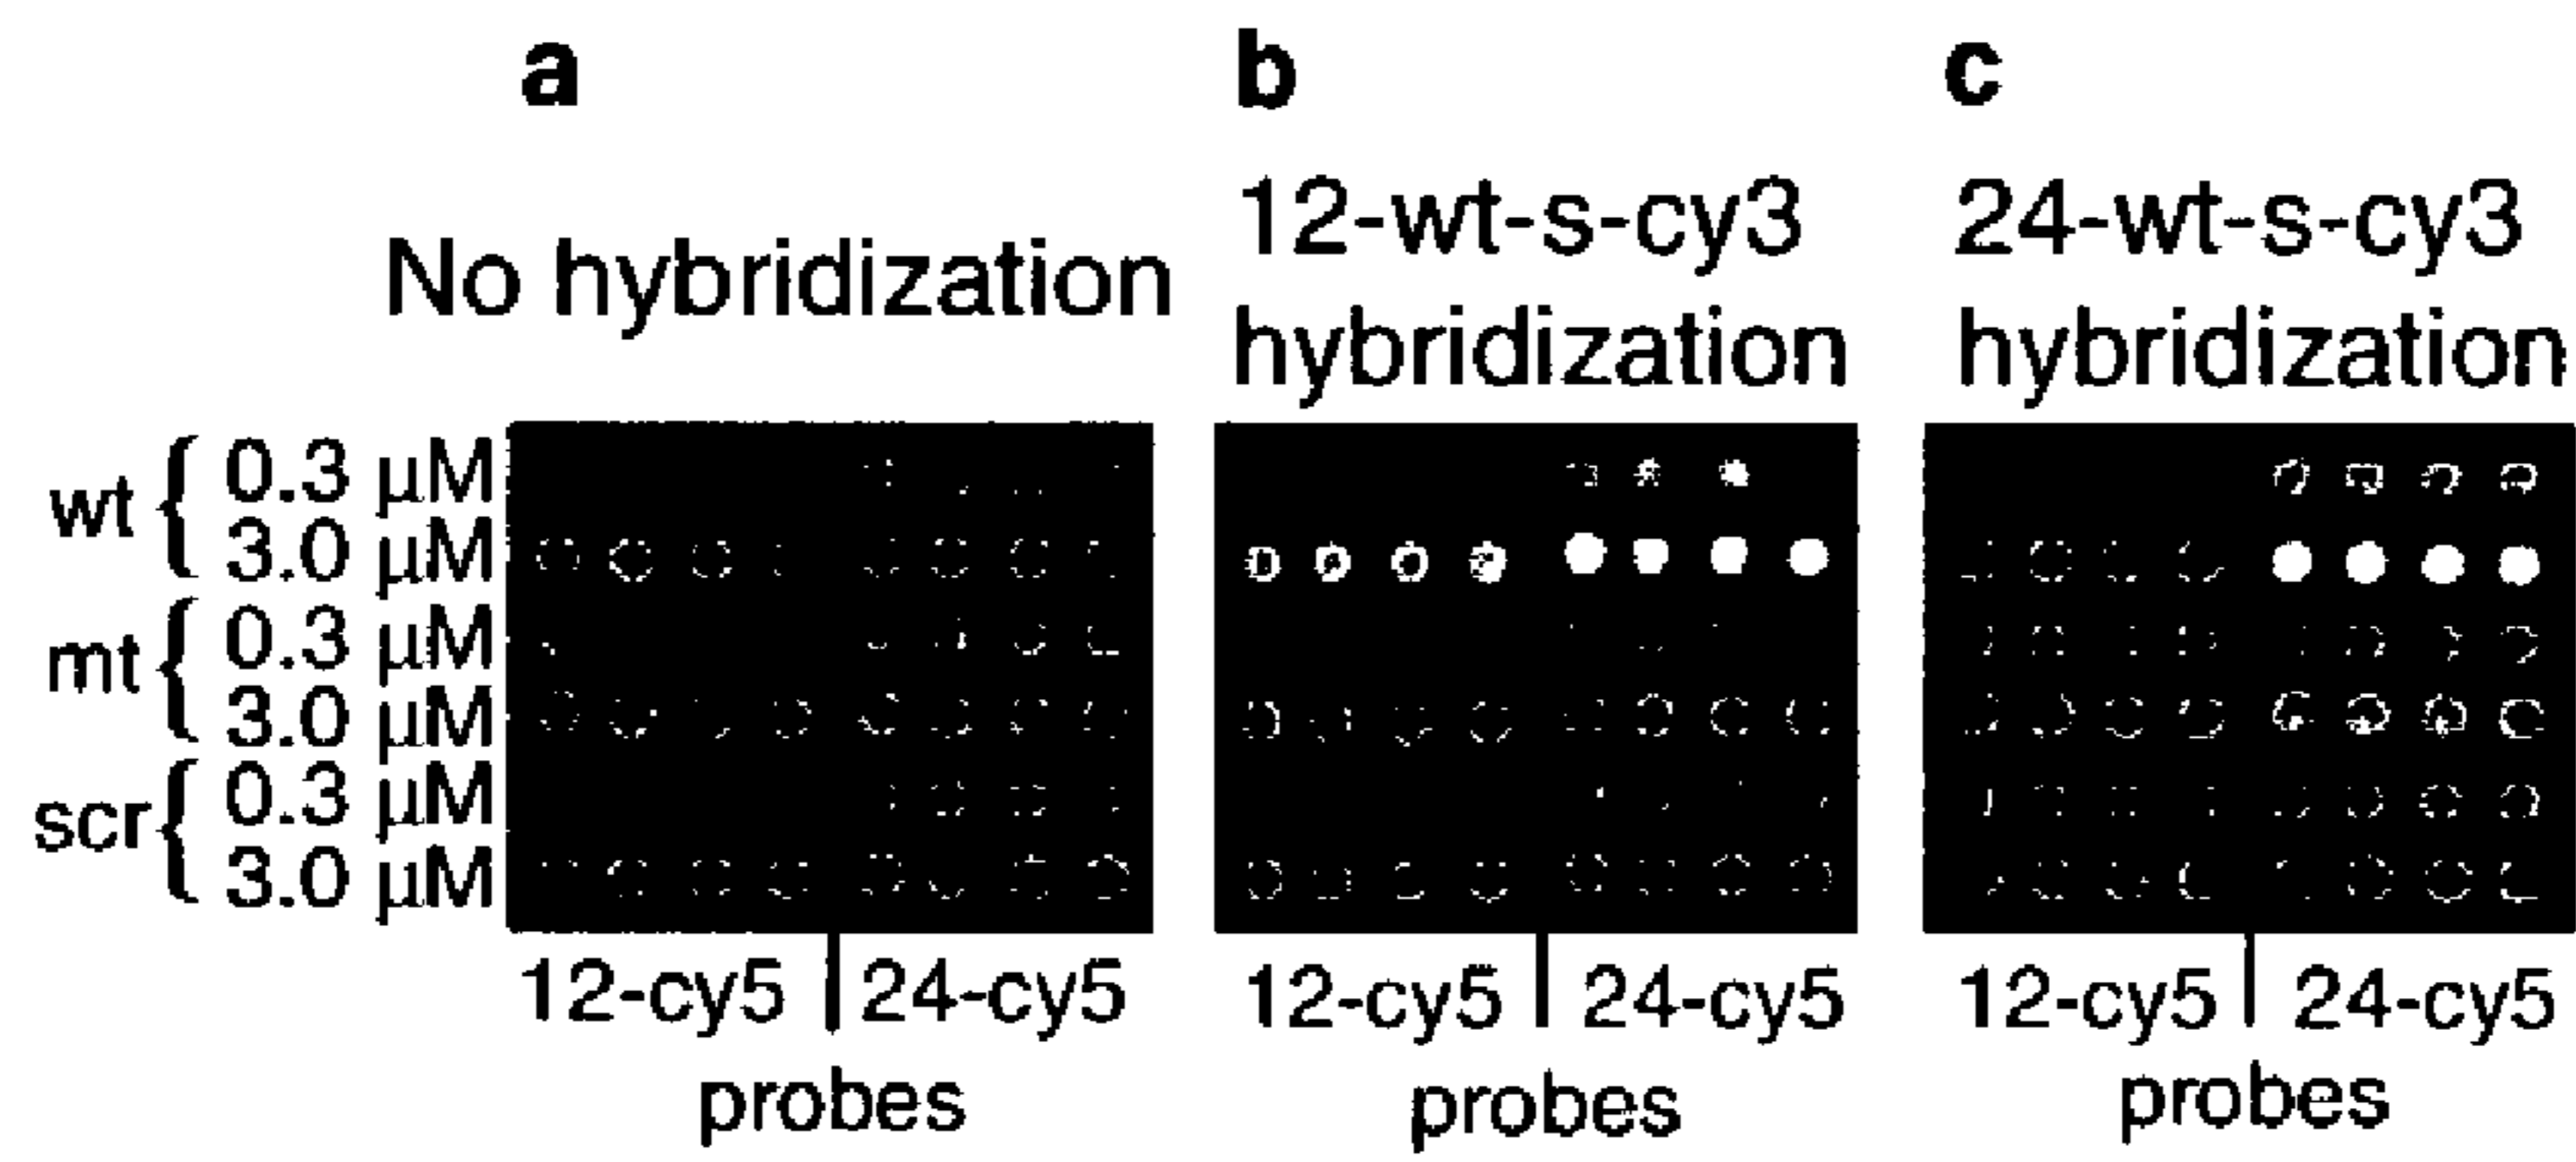 a b c
No hybridization
12-wt-s-cy3
hybridization
24-wt-s-cy3
hybridization
wt { 0.3 μM
3.0 μM
mt { 0.3 μM
3.0 μM
scr { 0.3 μM
3.0 μM
12-cy5 | 24-cy5
probes
12-cy5 | 24-cy5
probes
12-cy5 | 24-cy5
probes